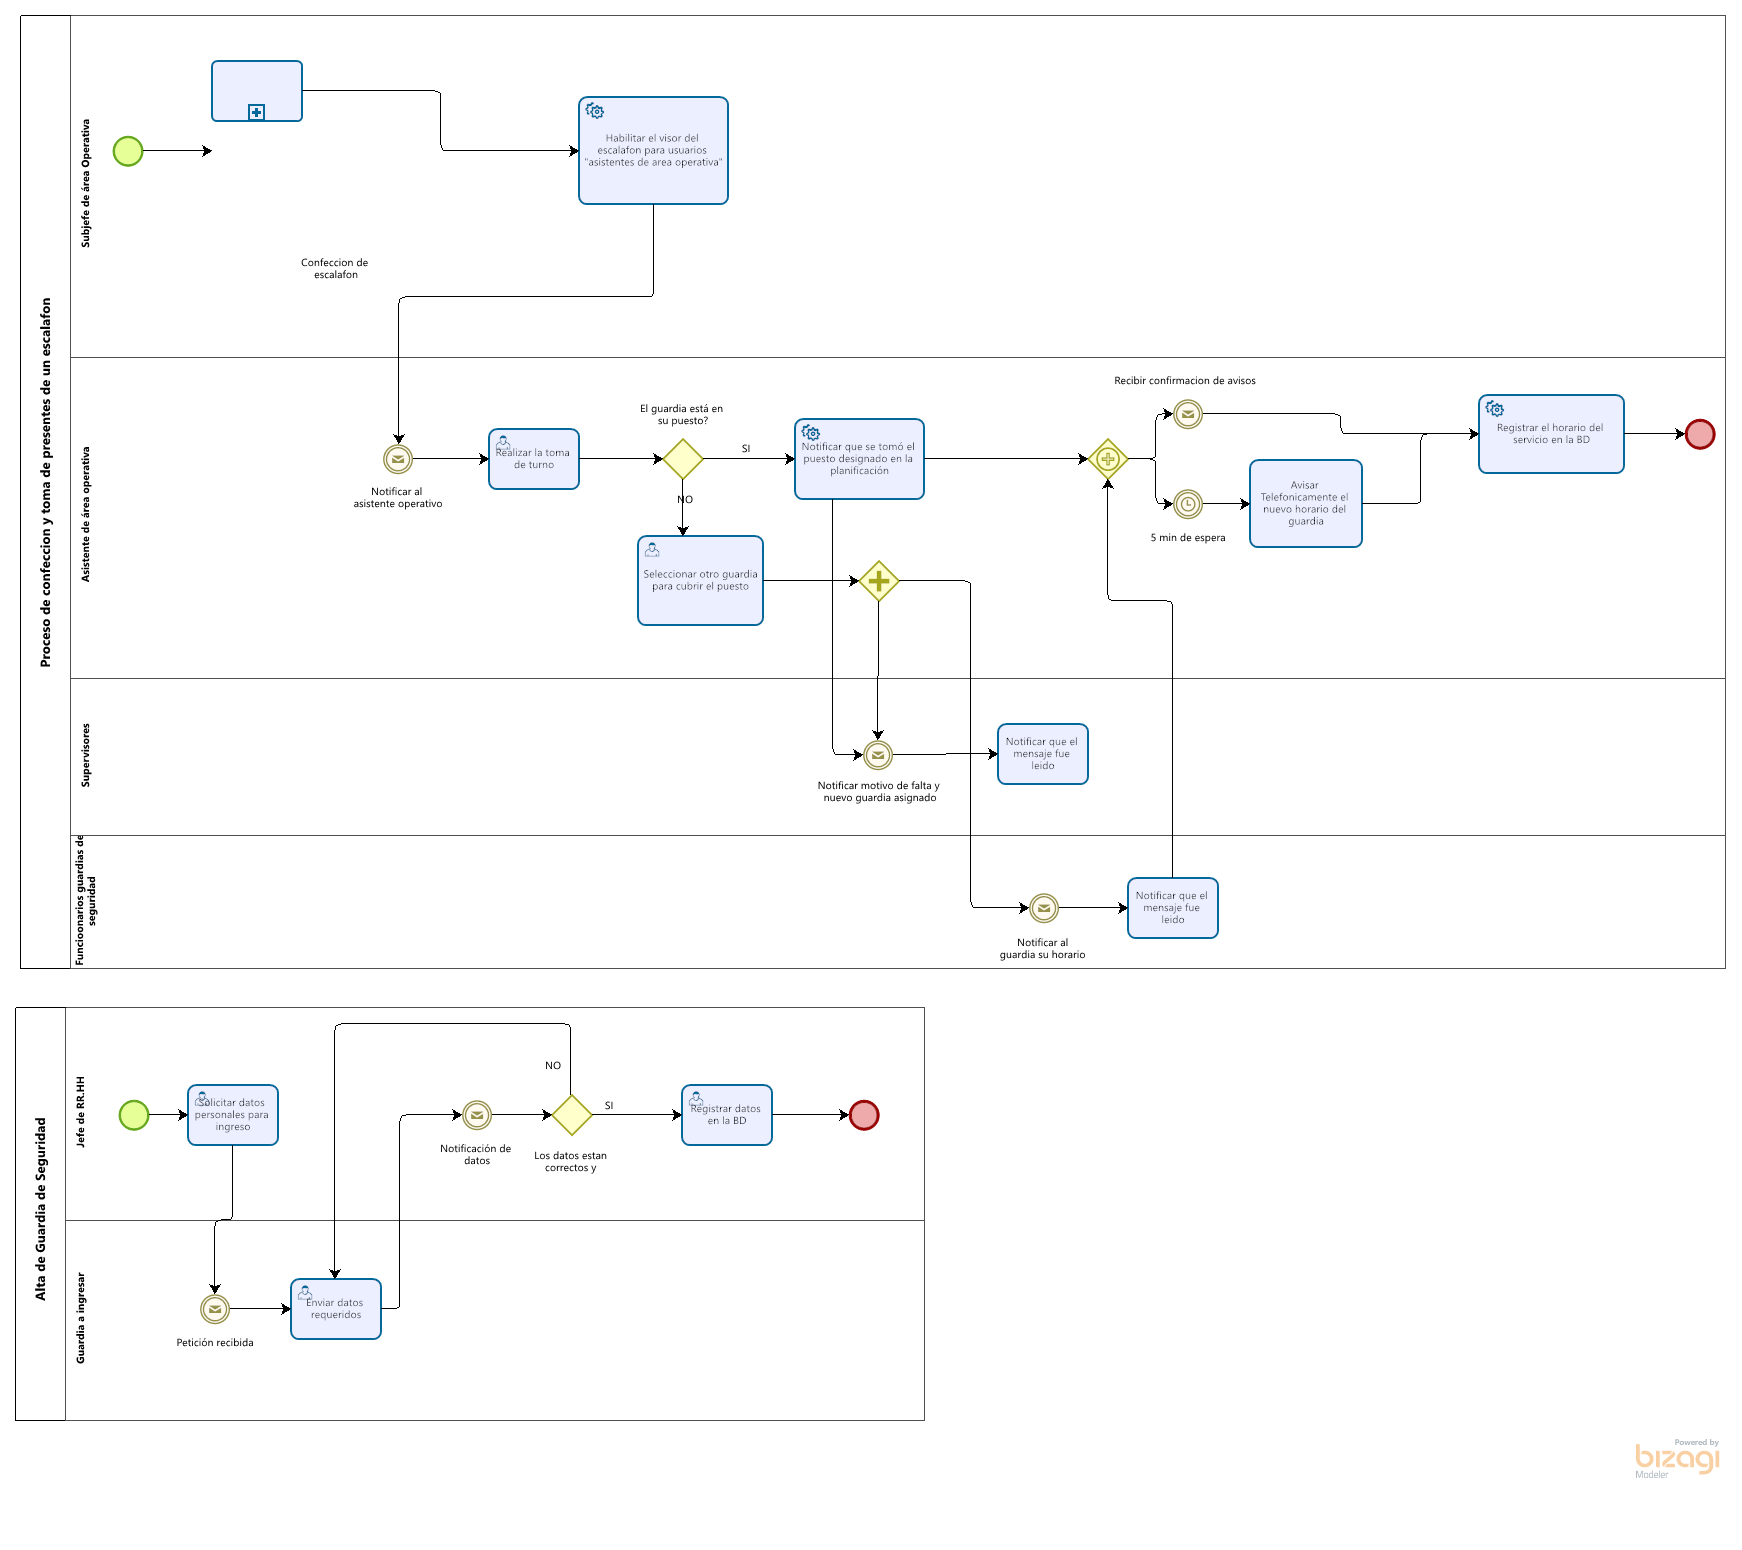 Proceso de confeccion y toma de presentes de un escalafon
Subjefe de área Operativa
Habilitar el visor del
escalafon para usuarios
"asistentes de area operativa"
Confeccion de
escalafon
Asistente de área operativa
Notificar al
asistente operativo
Realizar la toma
de turno
El guardia está en
su puesto?
SI
NO
Notificar que se tomó el
puesto designado en la
planificación
Seleccionar otro guardia
para cubrir el puesto
Recibir confirmacion de avisos
5 min de espera
Avisar
Telefonicamente el
nuevo horario del
guardia
Registrar el horario del
servicio en la BD
Supervisores
Notificar motivo de falta y
nuevo guardia asignado
Notificar que el
mensaje fue
leido
Funcioonarios guardias de
seguridad
Notificar al
guardia su horario
Notificar que el
mensaje fue
leido
Alta de Guardia de Seguridad
Jefe de RR.HH
Solicitar datos
personales para
ingreso
Notificación de
datos
NO
SI
Los datos estan
correctos y
Registrar datos
en la BD
Guardia a ingresar
Petición recibida
Enviar datos
requeridos
Powered by
bizagi
Modeler